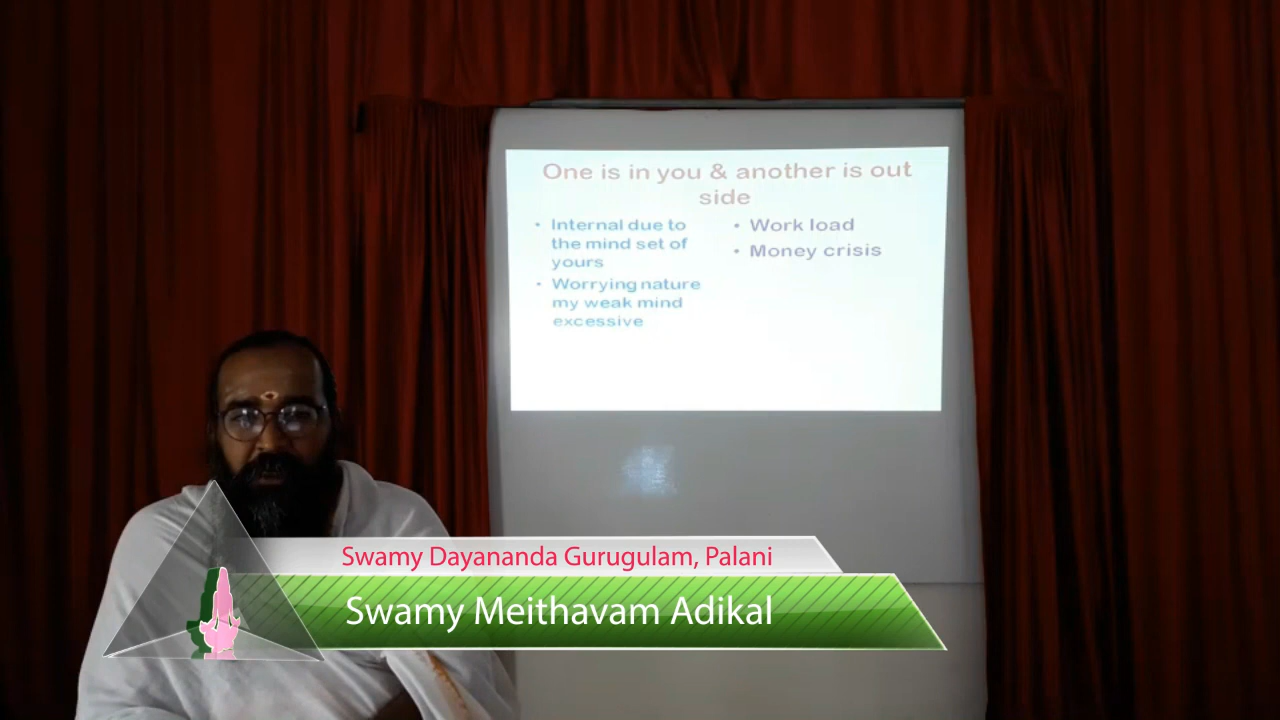 One is in you & another is out
side
• Internal due to
the mind set of
yours
• Worrying nature
my weak mind
excessive
• Work load
• Money crisis
Swamy Dayananda Gurugulam, Palani
Swamy Meithavam Adikal